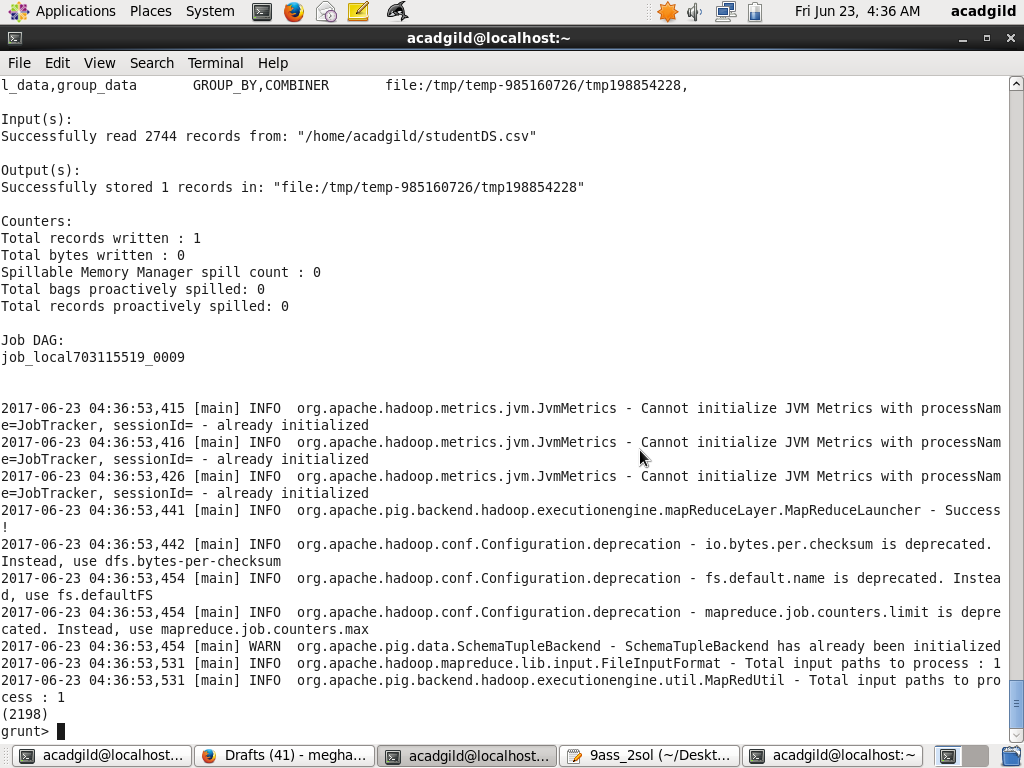 Applications Places System Fri Jun 23, 4:36 AM acadgild
acadgild@localhost:~
File Edit View Search Terminal Help
l_data,group_data GROUP_BY,COMBINER file:/tmp/temp-985160726/tmp198854228,
Input(s):
Successfully read 2744 records from: "/home/acadgild/studentDS.csv"
Output(s):
Successfully stored 1 records in: "file:/tmp/temp-985160726/tmp198854228"
Counters:
Total records written : 1
Total bytes written : 0
Spillable Memory Manager spill count : 0
Total bags proactively spilled: 0
Total records proactively spilled: 0
Job DAG:
job_local703115519_0009
2017-06-23 04:36:53,415 [main] INFO  org.apache.hadoop.metrics.jvm.JvmMetrics - Cannot initialize JVM Metrics with processNam
e=JobTracker, sessionId= - already initialized
2017-06-23 04:36:53,416 [main] INFO  org.apache.hadoop.metrics.jvm.JvmMetrics - Cannot initialize JVM Metrics with processNam
e=JobTracker, sessionId= - already initialized
2017-06-23 04:36:53,426 [main] INFO  org.apache.hadoop.metrics.jvm.JvmMetrics - Cannot initialize JVM Metrics with processNam
e=JobTracker, sessionId= - already initialized
2017-06-23 04:36:53,441 [main] INFO  org.apache.pig.backend.hadoop.executionengine.mapReduceLayer.MapReduceLauncher - Success
!
2017-06-23 04:36:53,442 [main] INFO  org.apache.hadoop.conf.Configuration.deprecation - io.bytes.per.checksum is deprecated.
Instead, use dfs.bytes-per-checksum
2017-06-23 04:36:53,454 [main] INFO  org.apache.hadoop.conf.Configuration.deprecation - fs.default.name is deprecated. Instea
d, use fs.defaultFS
2017-06-23 04:36:53,454 [main] INFO  org.apache.hadoop.conf.Configuration.deprecation - mapreduce.job.counters.limit is depre
cated. Instead, use mapreduce.job.counters.max
2017-06-23 04:36:53,454 [main] WARN  org.apache.pig.data.SchemaTupleBackend - SchemaTupleBackend has already been initialized
2017-06-23 04:36:53,531 [main] INFO  org.apache.hadoop.mapreduce.lib.input.FileInputFormat - Total input paths to process : 1
2017-06-23 04:36:53,531 [main] INFO  org.apache.pig.backend.hadoop.executionengine.util.MapRedUtil - Total input paths to pro
cess : 1
(2198)
grunt>
acadgild@localhost... Drafts (41) - megha... acadgild@localhost... 9ass_2sol (~/Deskt... acadgild@localhost:~